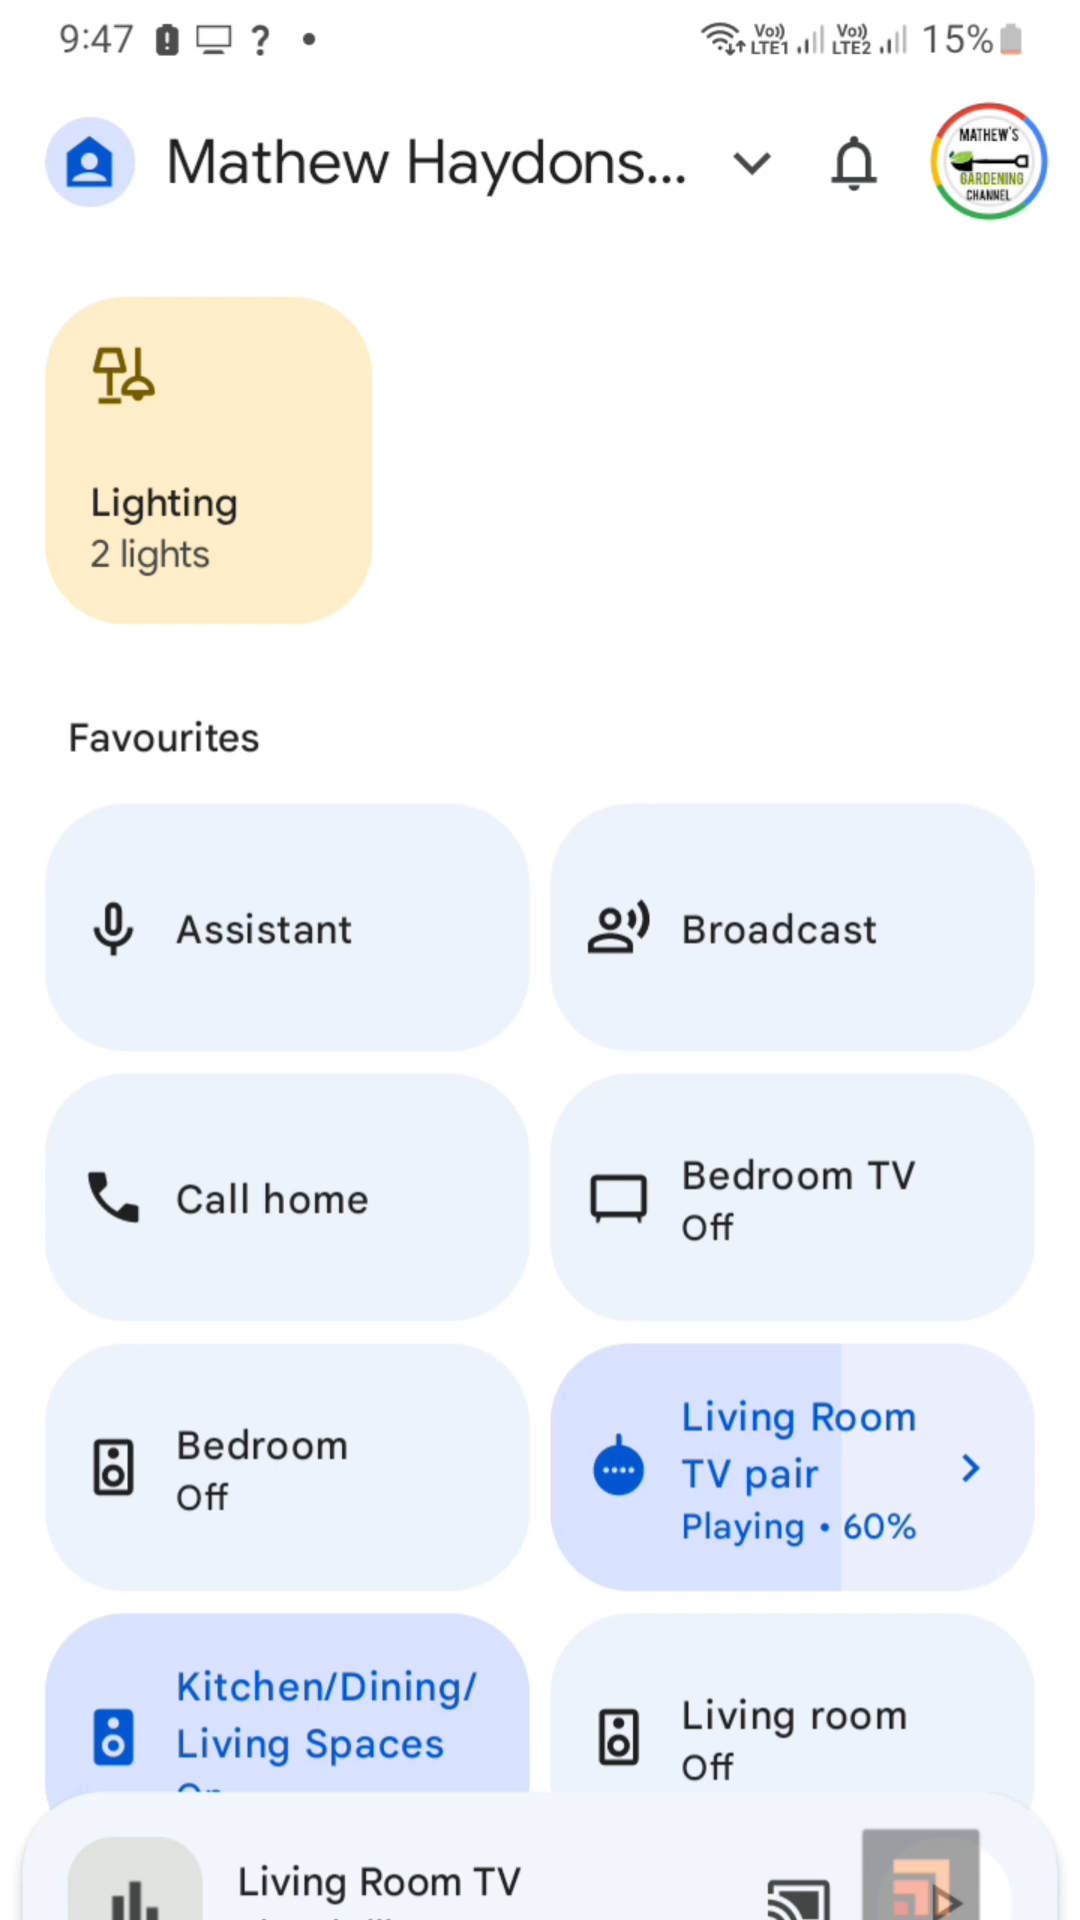 9:47
Vo)) LTE1
Vo)) LTE2
15%
Mathew Haydons...
MATHEW'S
GARDENING
CHANNEL
Lighting
2 lights
Favourites
Assistant
Broadcast
Call home
Bedroom TV
Off
Bedroom
Off
Living Room
TV pair
Playing • 60%
Kitchen/Dining/
Living Spaces
On
Living room
Off
Living Room TV